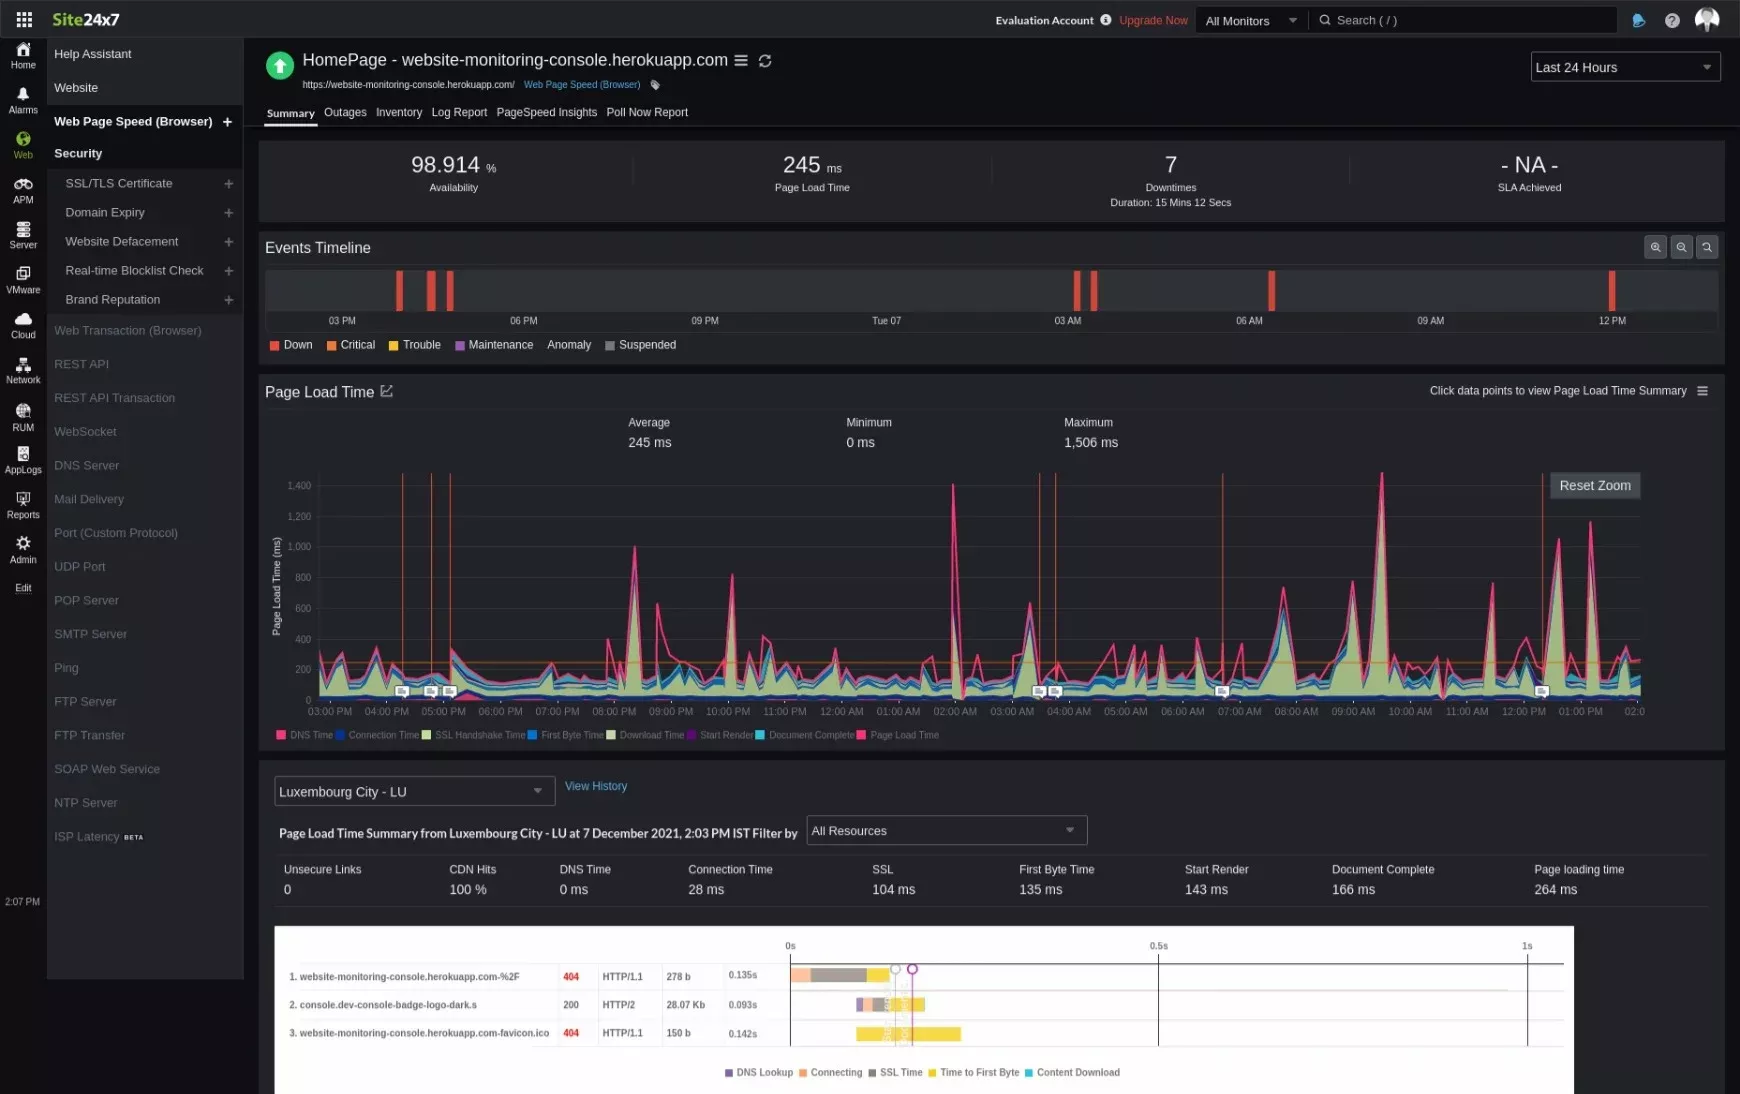 Site24x7
Evaluation Account
Upgrade Now
All Monitors
Search ( / )
Home
Alarms
Web
APM
Server
VMware
Cloud
Network
RUM
AppLogs
Reports
Admin
Edit
2:07 PM
Help Assistant
Website
Web Page Speed (Browser) +
Security
SSL/TLS Certificate +
Domain Expiry +
Website Defacement +
Real-time Blocklist Check +
Brand Reputation +
Web Transaction (Browser)
REST API
REST API Transaction
WebSocket
DNS Server
Mail Delivery
Port (Custom Protocol)
UDP Port
POP Server
SMTP Server
Ping
FTP Server
FTP Transfer
SOAP Web Service
NTP Server
ISP Latency BETA
HomePage - website-monitoring-console.herokuapp.com
https://website-monitoring-console.herokuapp.com/ Web Page Speed (Browser)
Last 24 Hours
Summary Outages Inventory Log Report PageSpeed Insights Poll Now Report
98.914 % 245 ms 7 - NA -
Availability Page Load Time Downtimes SLA Achieved
Duration: 15 Mins 12 Secs
Events Timeline
03 PM 06 PM 09 PM Tue 07 03 AM 06 AM 09 AM 12 PM
Down Critical Trouble Maintenance Anomaly Suspended
Page Load Time
Click data points to view Page Load Time Summary
Average Minimum Maximum
245 ms 0 ms 1,506 ms
Reset Zoom
Page Load Time (ms)
1,400
1,200
1,000
800
600
400
200
0
03:00 PM 04:00 PM 05:00 PM 06:00 PM 07:00 PM 08:00 PM 09:00 PM 10:00 PM 11:00 PM 12:00 AM 01:00 AM 02:00 AM 03:00 AM 04:00 AM 05:00 AM 06:00 AM 07:00 AM 08:00 AM 09:00 AM 10:00 AM 11:00 AM 12:00 PM 01:00 PM 02:0
DNS Time Connection Time SSL Handshake Time First Byte Time Download Time Start Render Document Complete Page Load Time
Luxembourg City - LU
View History
Page Load Time Summary from Luxembourg City - LU at 7 December 2021, 2:03 PM IST Filter by
All Resources
Unsecure Links CDN Hits DNS Time Connection Time SSL First Byte Time Start Render Document Complete Page loading time
0 100 % 0 ms 28 ms 104 ms 135 ms 143 ms 166 ms 264 ms
0s 0.5s 1s
1. website-monitoring-console.herokuapp.com-%2F 404 HTTP/1.1 278 b 0.135s
2. console.dev-console-badge-logo-dark.s 200 HTTP/2 28.07 Kb 0.093s
3. website-monitoring-console.herokuapp.com-favicon.ico 404 HTTP/1.1 150 b 0.142s
DNS Lookup Connecting SSL Time Time to First Byte Content Download